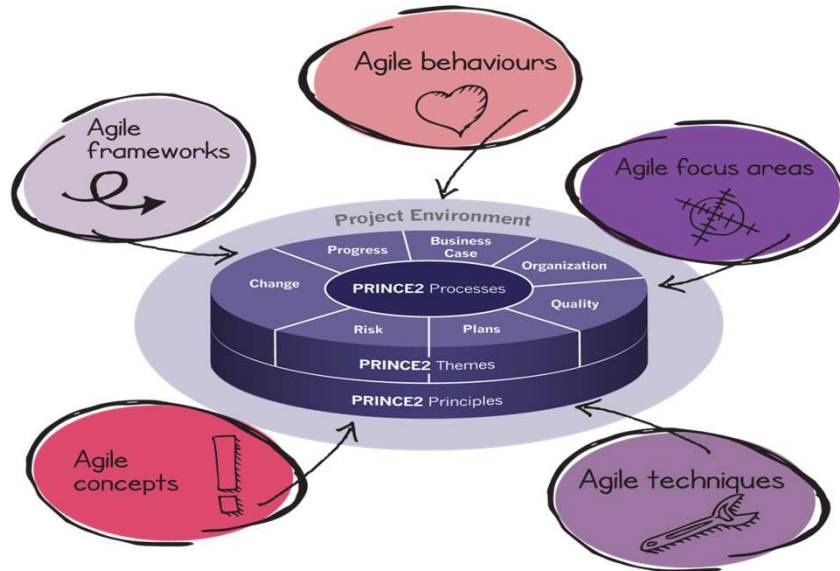 Agile behaviours
Agile
frameworks
Agile focus areas
Project Environment
Progress
Business
Case
Organization
Change
PRINCE2 Processes
Quality
Risk
Plans
PRINCE2 Themes
PRINCE2 Principles
Agile
concepts
Agile techniques